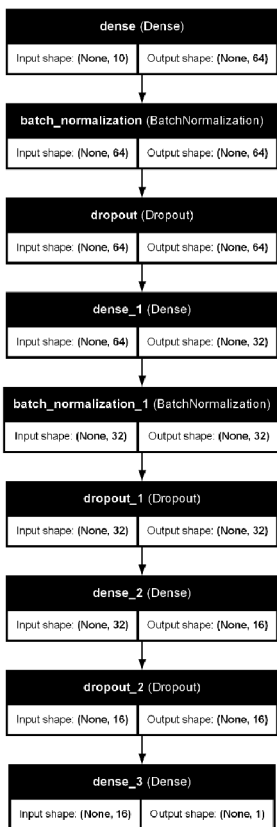 dense (Dense)
Input shape: (None, 10) Output shape: (None, 64)
batch_normalization (BatchNormalization)
Input shape: (None, 64) Output shape: (None, 64)
dropout (Dropout)
Input shape: (None, 64) Output shape: (None, 64)
dense_1 (Dense)
Input shape: (None, 64) Output shape: (None, 32)
batch_normalization_1 (BatchNormalization)
Input shape: (None, 32) Output shape: (None, 32)
dropout_1 (Dropout)
Input shape: (None, 32) Output shape: (None, 32)
dense_2 (Dense)
Input shape: (None, 32) Output shape: (None, 16)
dropout_2 (Dropout)
Input shape: (None, 16) Output shape: (None, 16)
dense_3 (Dense)
Input shape: (None, 16) Output shape: (None, 1)